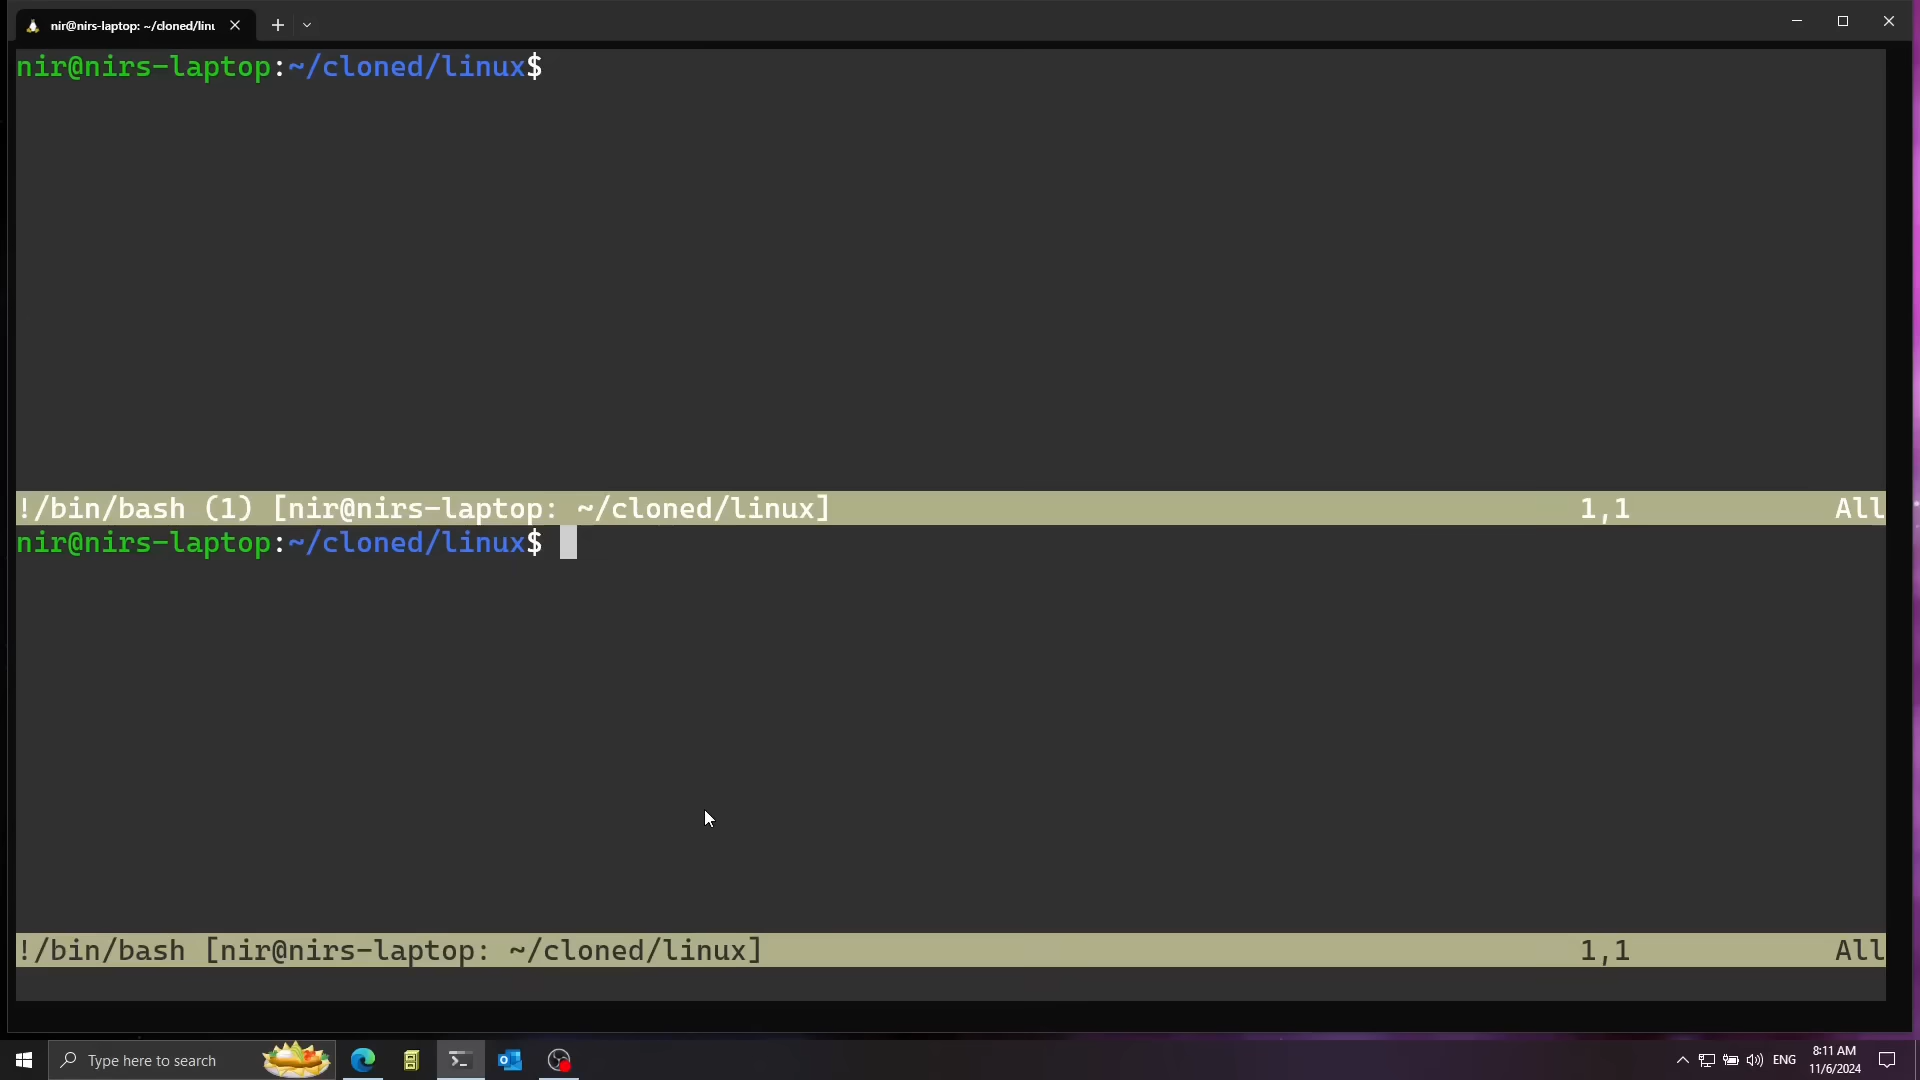 nir@nirs-laptop: ~/cloned/linu
nir@nirs-laptop:~/cloned/linux$
!/bin/bash (1) [nir@nirs-laptop: ~/cloned/linux] 1,1 All
nir@nirs-laptop:~/cloned/linux$
!/bin/bash [nir@nirs-laptop: ~/cloned/linux] 1,1 All
Type here to search
ENG
8:11 AM
11/6/2024